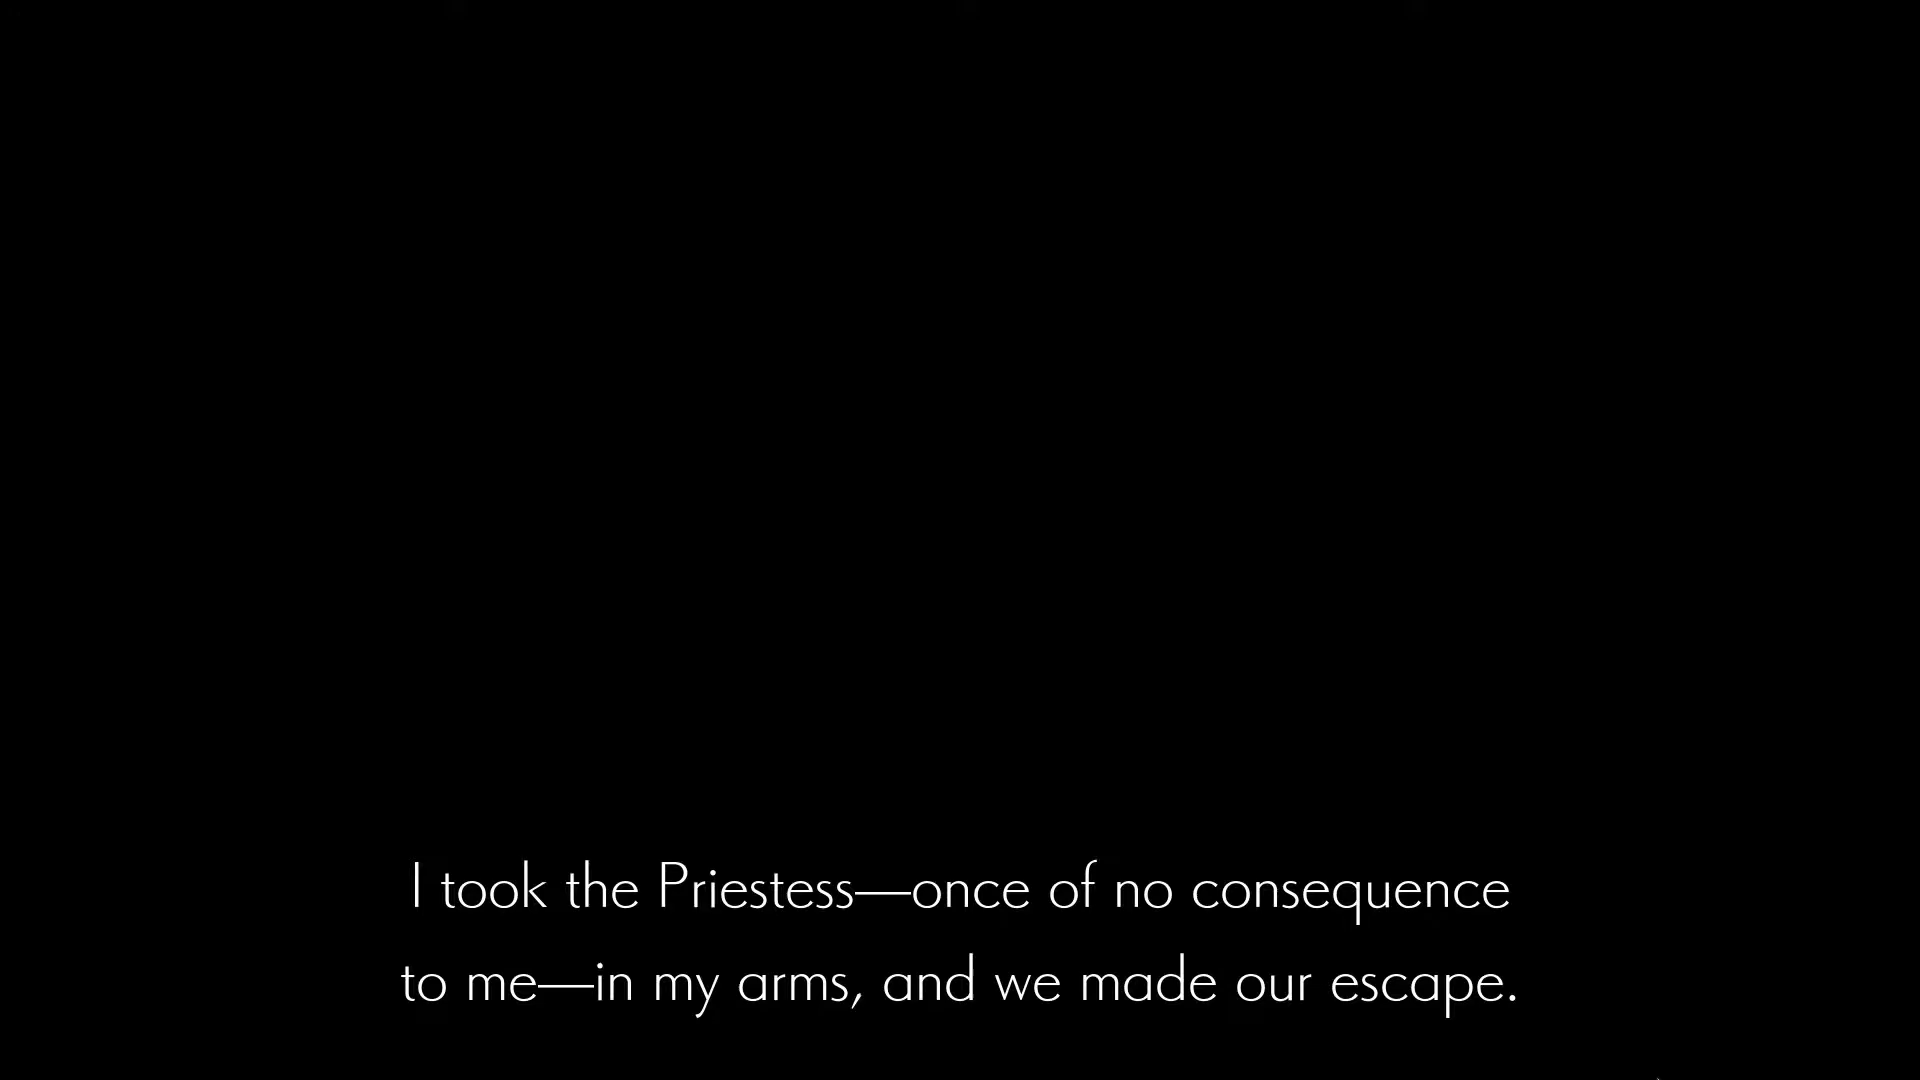 I took the Priestess—once of no consequence
to me—in my arms, and we made our escape.